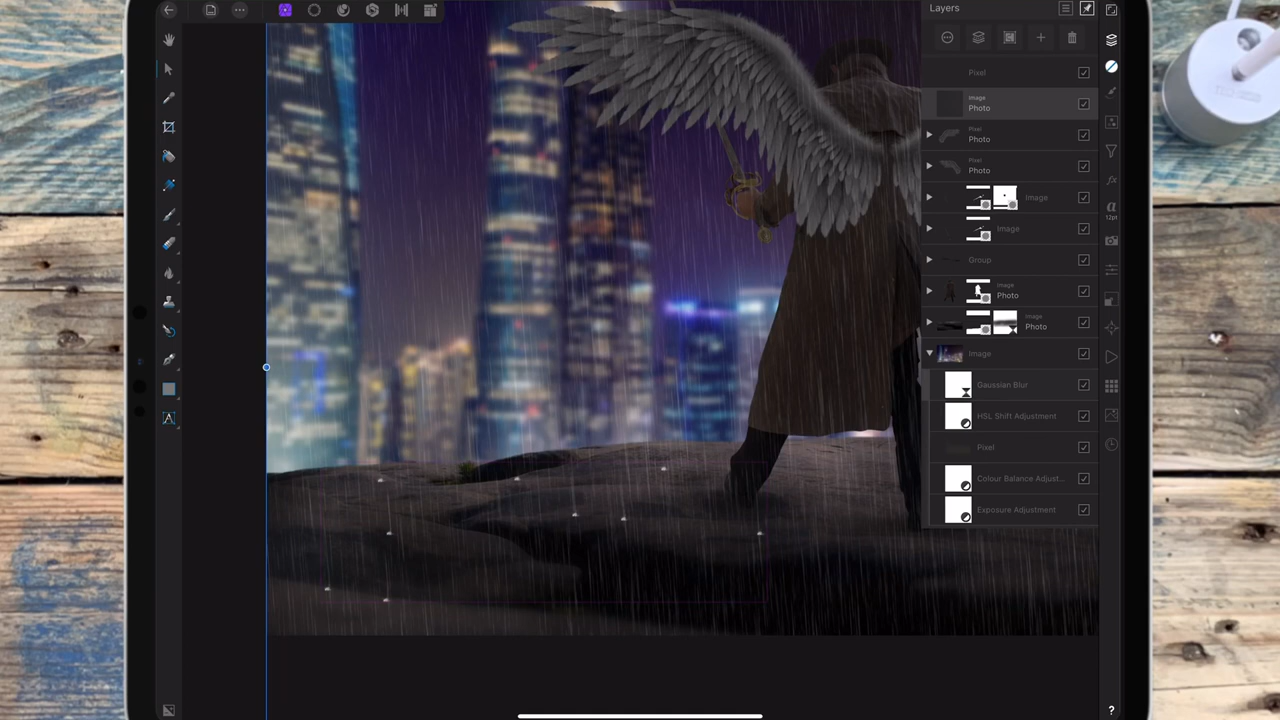 Layers
Pixel
Image
Photo
Pixel
Photo
Pixel
Photo
Image
Image
Group
Image
Photo
Image
Photo
Image
Gaussian Blur
HSL Shift Adjustment
Pixel
Colour Balance Adjust...
Exposure Adjustment
fx
a
12pt
A
?